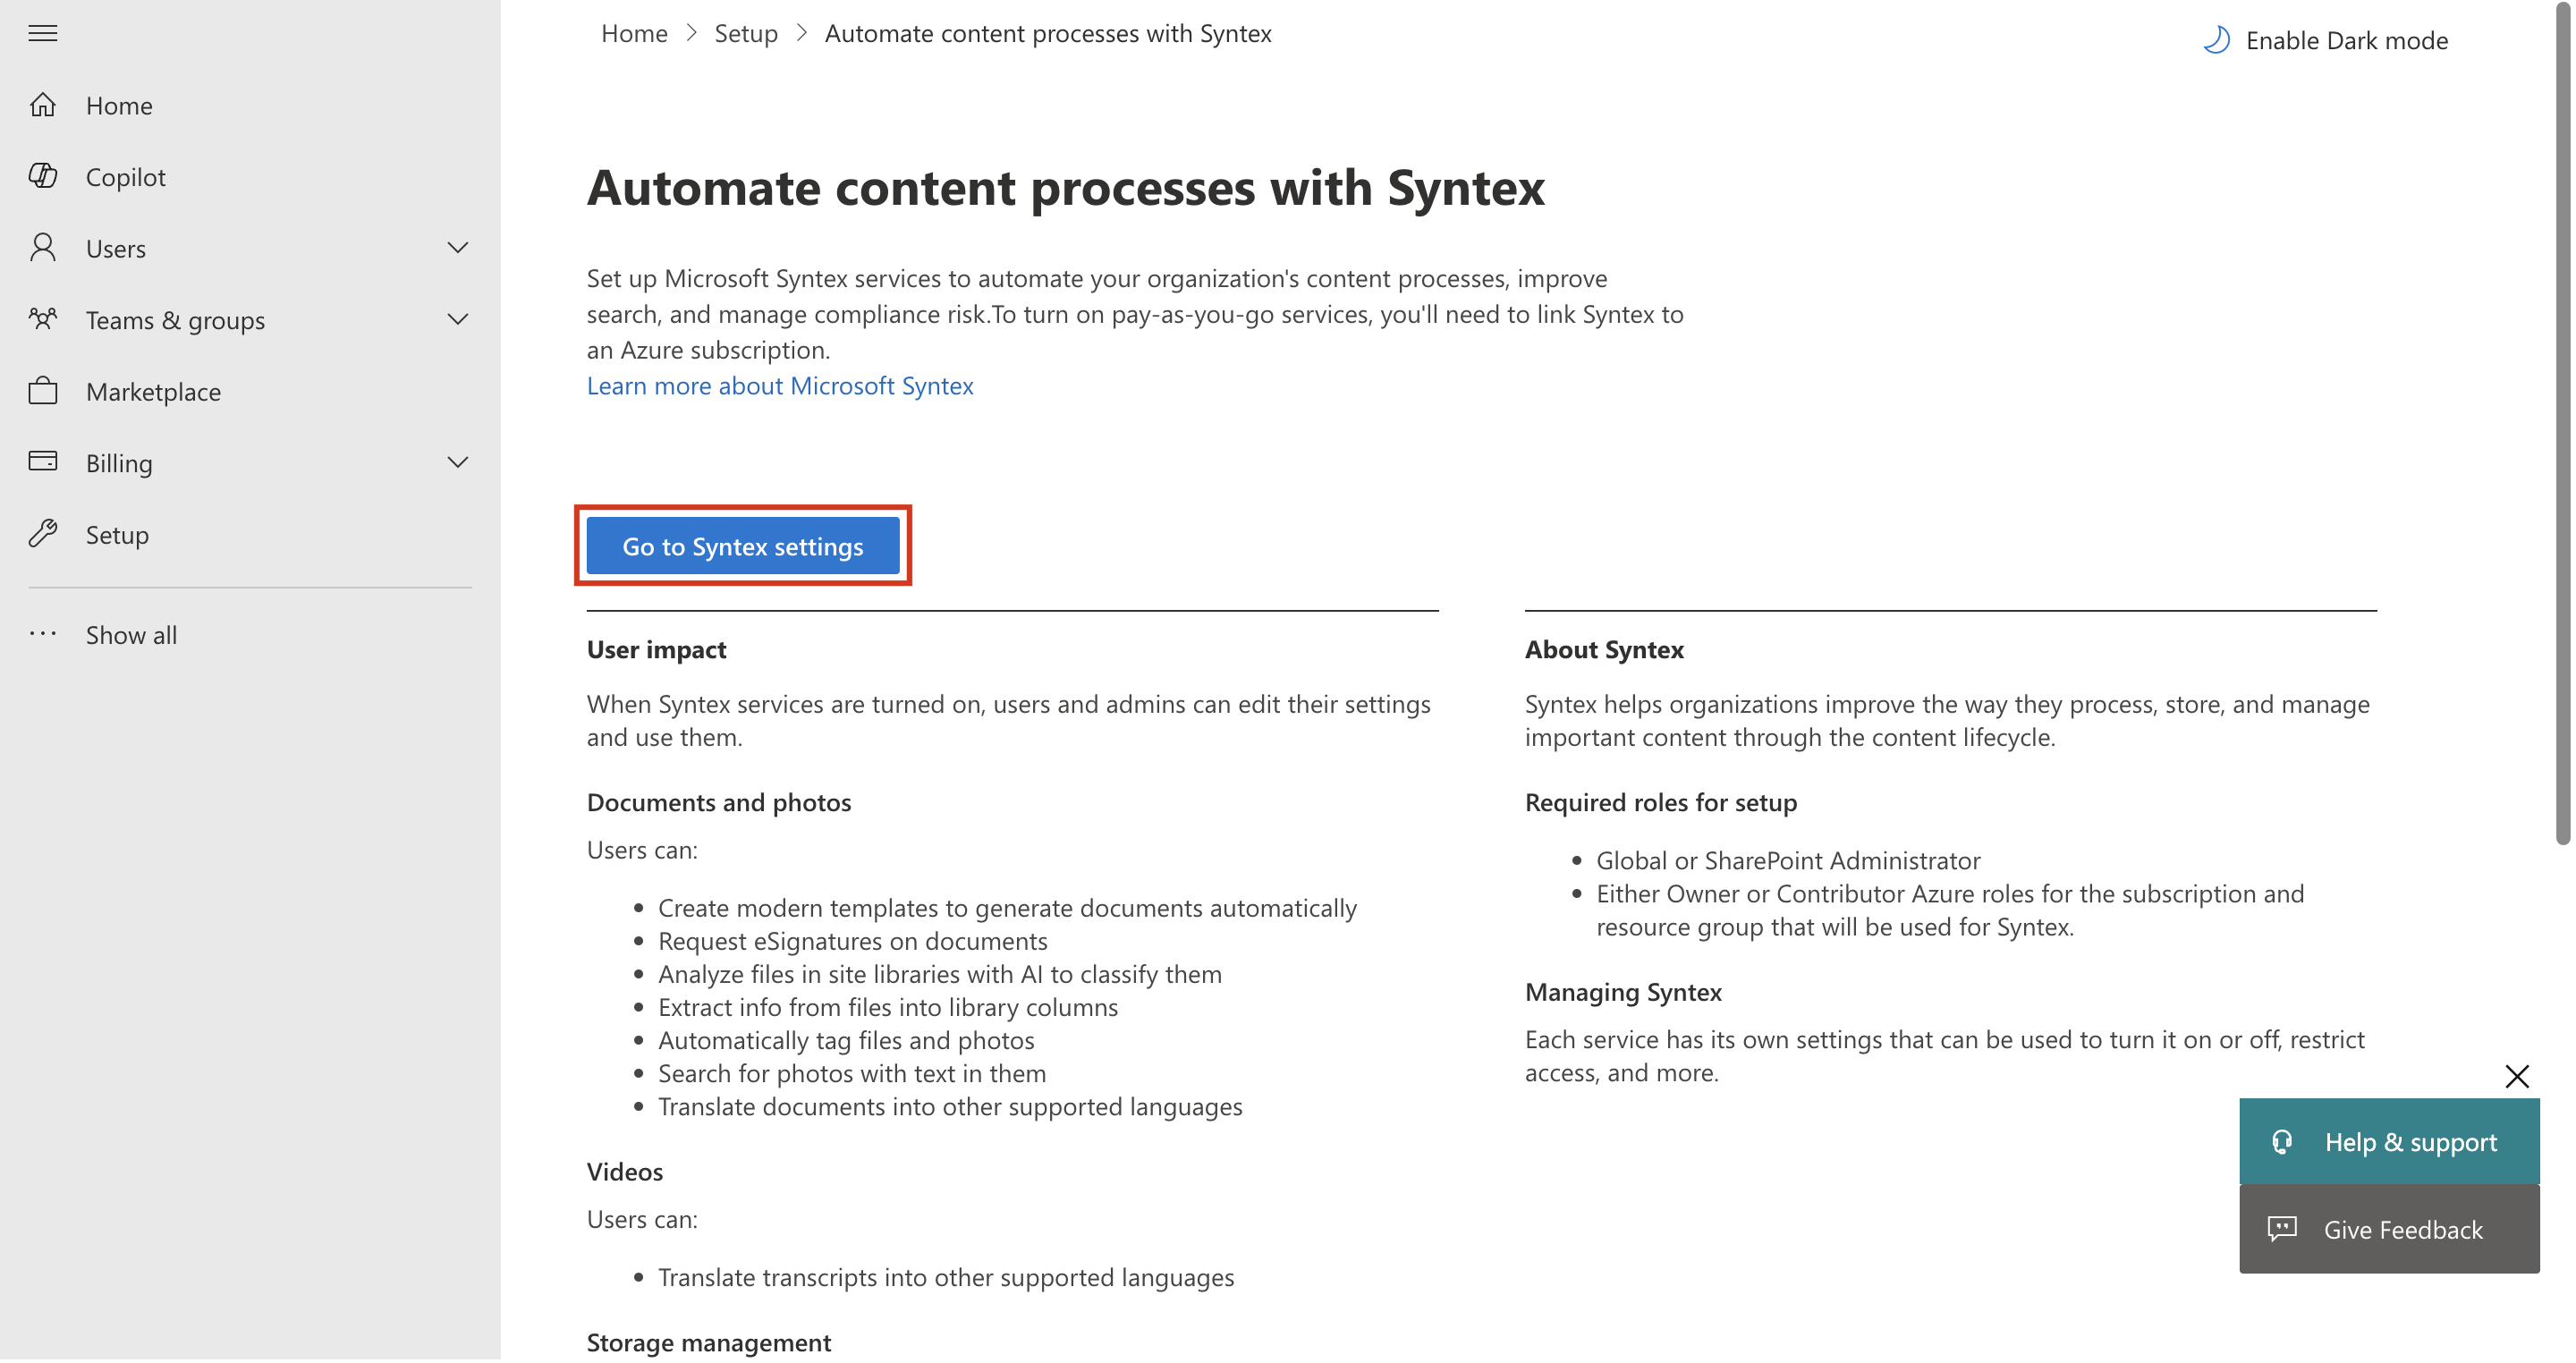 Home
Copilot
Users
Teams & groups
Marketplace
Billing
Setup
Show all
Home > Setup > Automate content processes with Syntex
Enable Dark mode
Automate content processes with Syntex
Set up Microsoft Syntex services to automate your organization's content processes, improve
search, and manage compliance risk.To turn on pay-as-you-go services, you'll need to link Syntex to
an Azure subscription.
Learn more about Microsoft Syntex
Go to Syntex settings
User impact
When Syntex services are turned on, users and admins can edit their settings
and use them.
Documents and photos
Users can:
• Create modern templates to generate documents automatically
• Request eSignatures on documents
• Analyze files in site libraries with AI to classify them
• Extract info from files into library columns
• Automatically tag files and photos
• Search for photos with text in them
• Translate documents into other supported languages
Videos
Users can:
• Translate transcripts into other supported languages
Storage management
About Syntex
Syntex helps organizations improve the way they process, store, and manage
important content through the content lifecycle.
Required roles for setup
• Global or SharePoint Administrator
• Either Owner or Contributor Azure roles for the subscription and
resource group that will be used for Syntex.
Managing Syntex
Each service has its own settings that can be used to turn it on or off, restrict
access, and more.
Help & support
Give Feedback